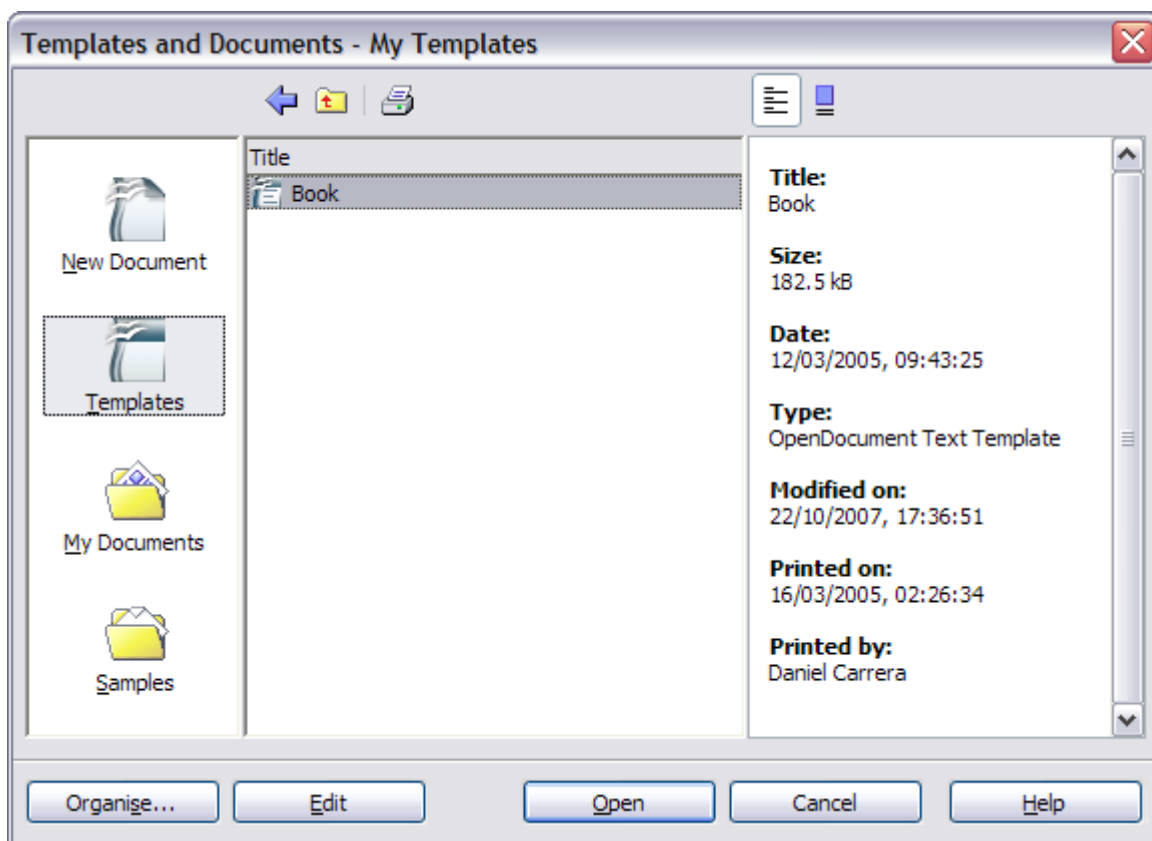 Templates and Documents - My Templates
New Document
Templates
My Documents
Samples
Title
Book
Title:
Book
Size:
182.5 kB
Date:
12/03/2005, 09:43:25
Type:
OpenDocument Text Template
Modified on:
22/10/2007, 17:36:51
Printed on:
16/03/2005, 02:26:34
Printed by:
Daniel Carrera
Organise...
Edit
Open
Cancel
Help